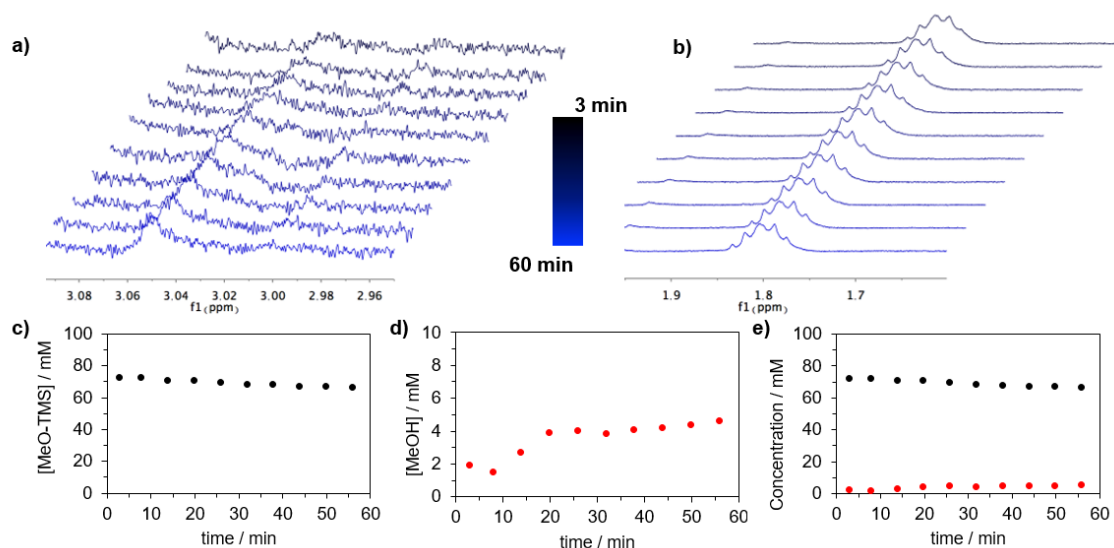 a)
b)
3 min
60 min
3.08 3.06 3.04 3.02 3.00 2.98 2.96
f1(ppm)
1.9 1.8 1.7
f1(ppm)
c)
d)
e)
[MeO-TMS] / mM
100
80
60
40
20
0
0 10 20 30 40 50 60
time / min
[MeOH] / mM
10
8
6
4
2
0
0 10 20 30 40 50 60
time / min
Concentration / mM
100
80
60
40
20
0
0 10 20 30 40 50 60
time / min